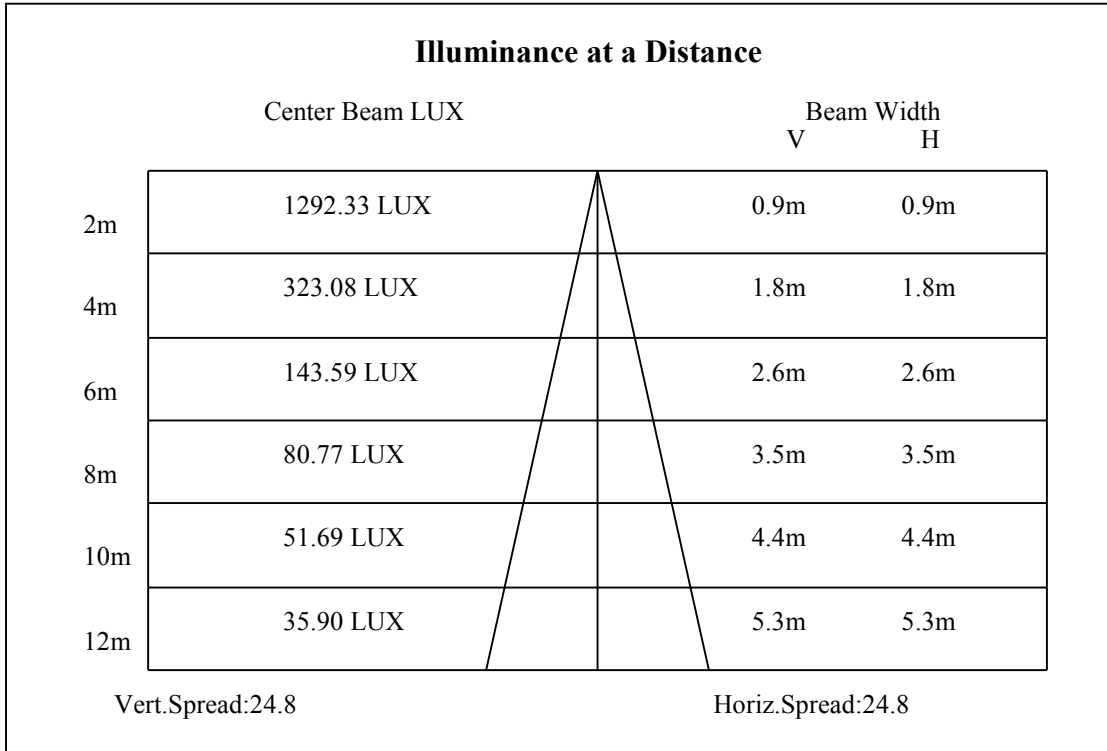 Illuminance at a Distance
Center Beam LUX Beam Width
V H
2m 1292.33 LUX 0.9m 0.9m
4m 323.08 LUX 1.8m 1.8m
6m 143.59 LUX 2.6m 2.6m
8m 80.77 LUX 3.5m 3.5m
10m 51.69 LUX 4.4m 4.4m
12m 35.90 LUX 5.3m 5.3m
Vert.Spread:24.8 Horiz.Spread:24.8